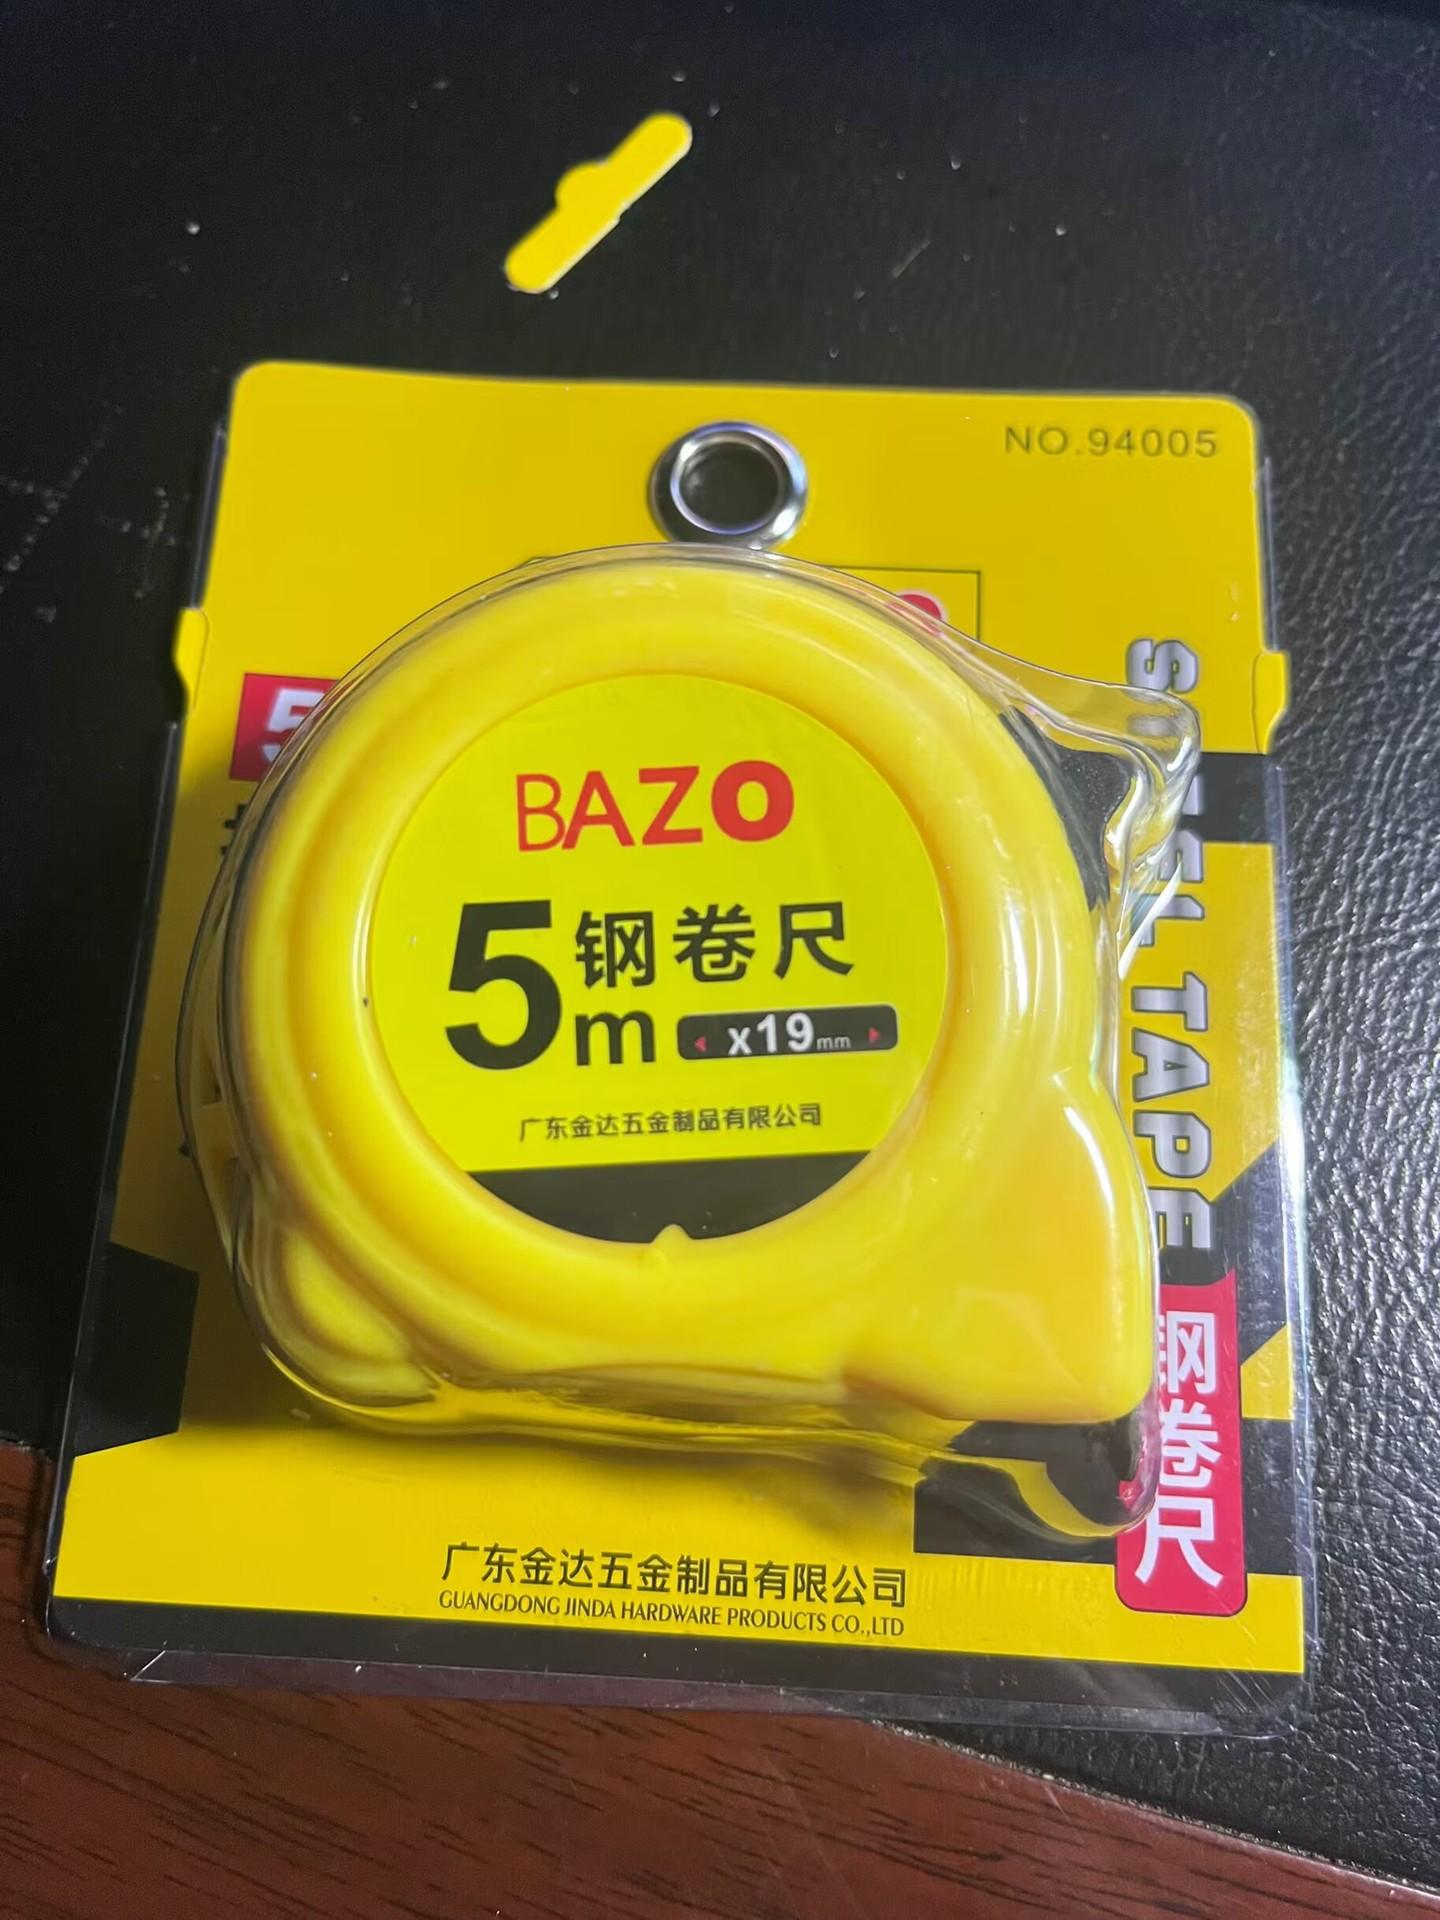 NO.94005
BAZO
5m 钢卷尺
x19mm
广东金达五金制品有限公司
STEEL TAPE
钢卷尺
广东金达五金制品有限公司
GUANGDONG JINDA HARDWARE PRODUCTS CO.,LTD